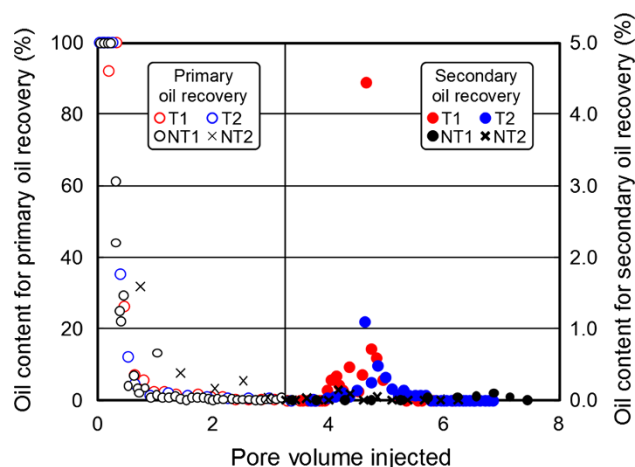 Oil content for primary oil recovery (%)
100
80
60
40
20
0
Primary
oil recovery
T1 T2
NT1 NT2
Secondary
oil recovery
T1 T2
NT1 NT2
5.0
4.0
3.0
2.0
1.0
0.0
Oil content for secondary oil recovery (%)
0 2 4 6 8
Pore volume injected